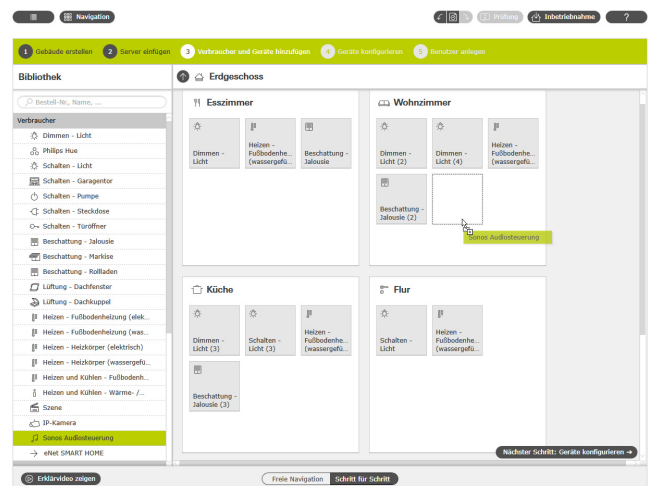 Navigation
Prüfung
Inbetriebnahme
?
1 Gebäude erstellen
2 Server einfügen
3 Verbraucher und Geräte hinzufügen
4 Geräte konfigurieren
5 Benutzer anlegen
Bibliothek
Erdgeschoss
Bestell-Nr., Name, ....
Verbraucher
Dimmen - Licht
Philips Hue
Schalten - Licht
Schalten - Garagentor
Schalten - Pumpe
Schalten - Steckdose
Schalten - Türöffner
Beschattung - Jalousie
Beschattung - Markise
Beschattung - Rollladen
Lüftung - Dachfenster
Lüftung - Dachkuppel
Heizen - Fußbodenheizung (elek...
Heizen - Fußbodenheizung (was...
Heizen - Heizkörper (elektrisch)
Heizen - Heizkörper (wassergefü...
Heizen und Kühlen - Fußbodenh...
Heizen und Kühlen - Wärme- /...
Szene
IP-Kamera
Sonos Audiosteuerung
eNet SMART HOME
Esszimmer
Dimmen -
Licht
Heizen -
Fußbodenhe...
(wassergefü...
Beschattung -
Jalousie
Wohnzimmer
Dimmen -
Licht (2)
Dimmen -
Licht (4)
Heizen -
Fußbodenhe...
(wassergefü...
Beschattung -
Jalousie (2)
Sonos Audiosteuerung
Küche
Dimmen -
Licht (3)
Schalten -
Licht (3)
Heizen -
Fußbodenhe...
(wassergefü...
Beschattung -
Jalousie (3)
Flur
Schalten -
Licht
Heizen -
Fußbodenhe...
(wassergefü...
Nächster Schritt: Geräte konfigurieren
Erklärvideo zeigen
Freie Navigation
Schritt für Schritt